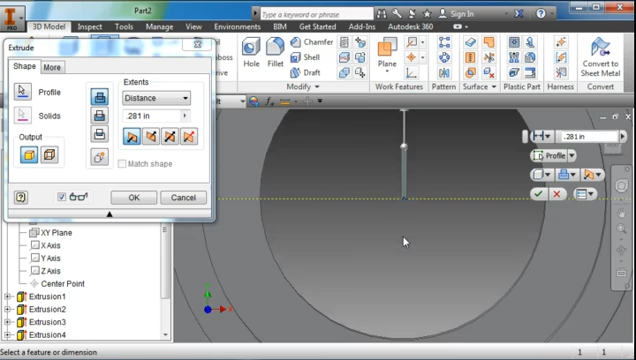 Part2
Type a keyword or phrase
Sign In
PRO
3D Model
Sketch
Inspect
Tools
Manage
View
Environments
BIM
Get Started
Add-Ins
Autodesk 360
Extrude
Shape
More
Profile
Solids
Output
Extents
Distance
.281 in
Match shape
OK
Cancel
Hole
Fillet
Chamfer
Shell
Draft
Plane
Work Features
Pattern
Surface
Plastic Part
Harness
Convert to
Sheet Metal
Convert
.281 in
Profile
XY Plane
X Axis
Y Axis
Z Axis
Center Point
Extrusion1
Extrusion2
Extrusion3
Extrusion4
Select a feature or dimension
1
1